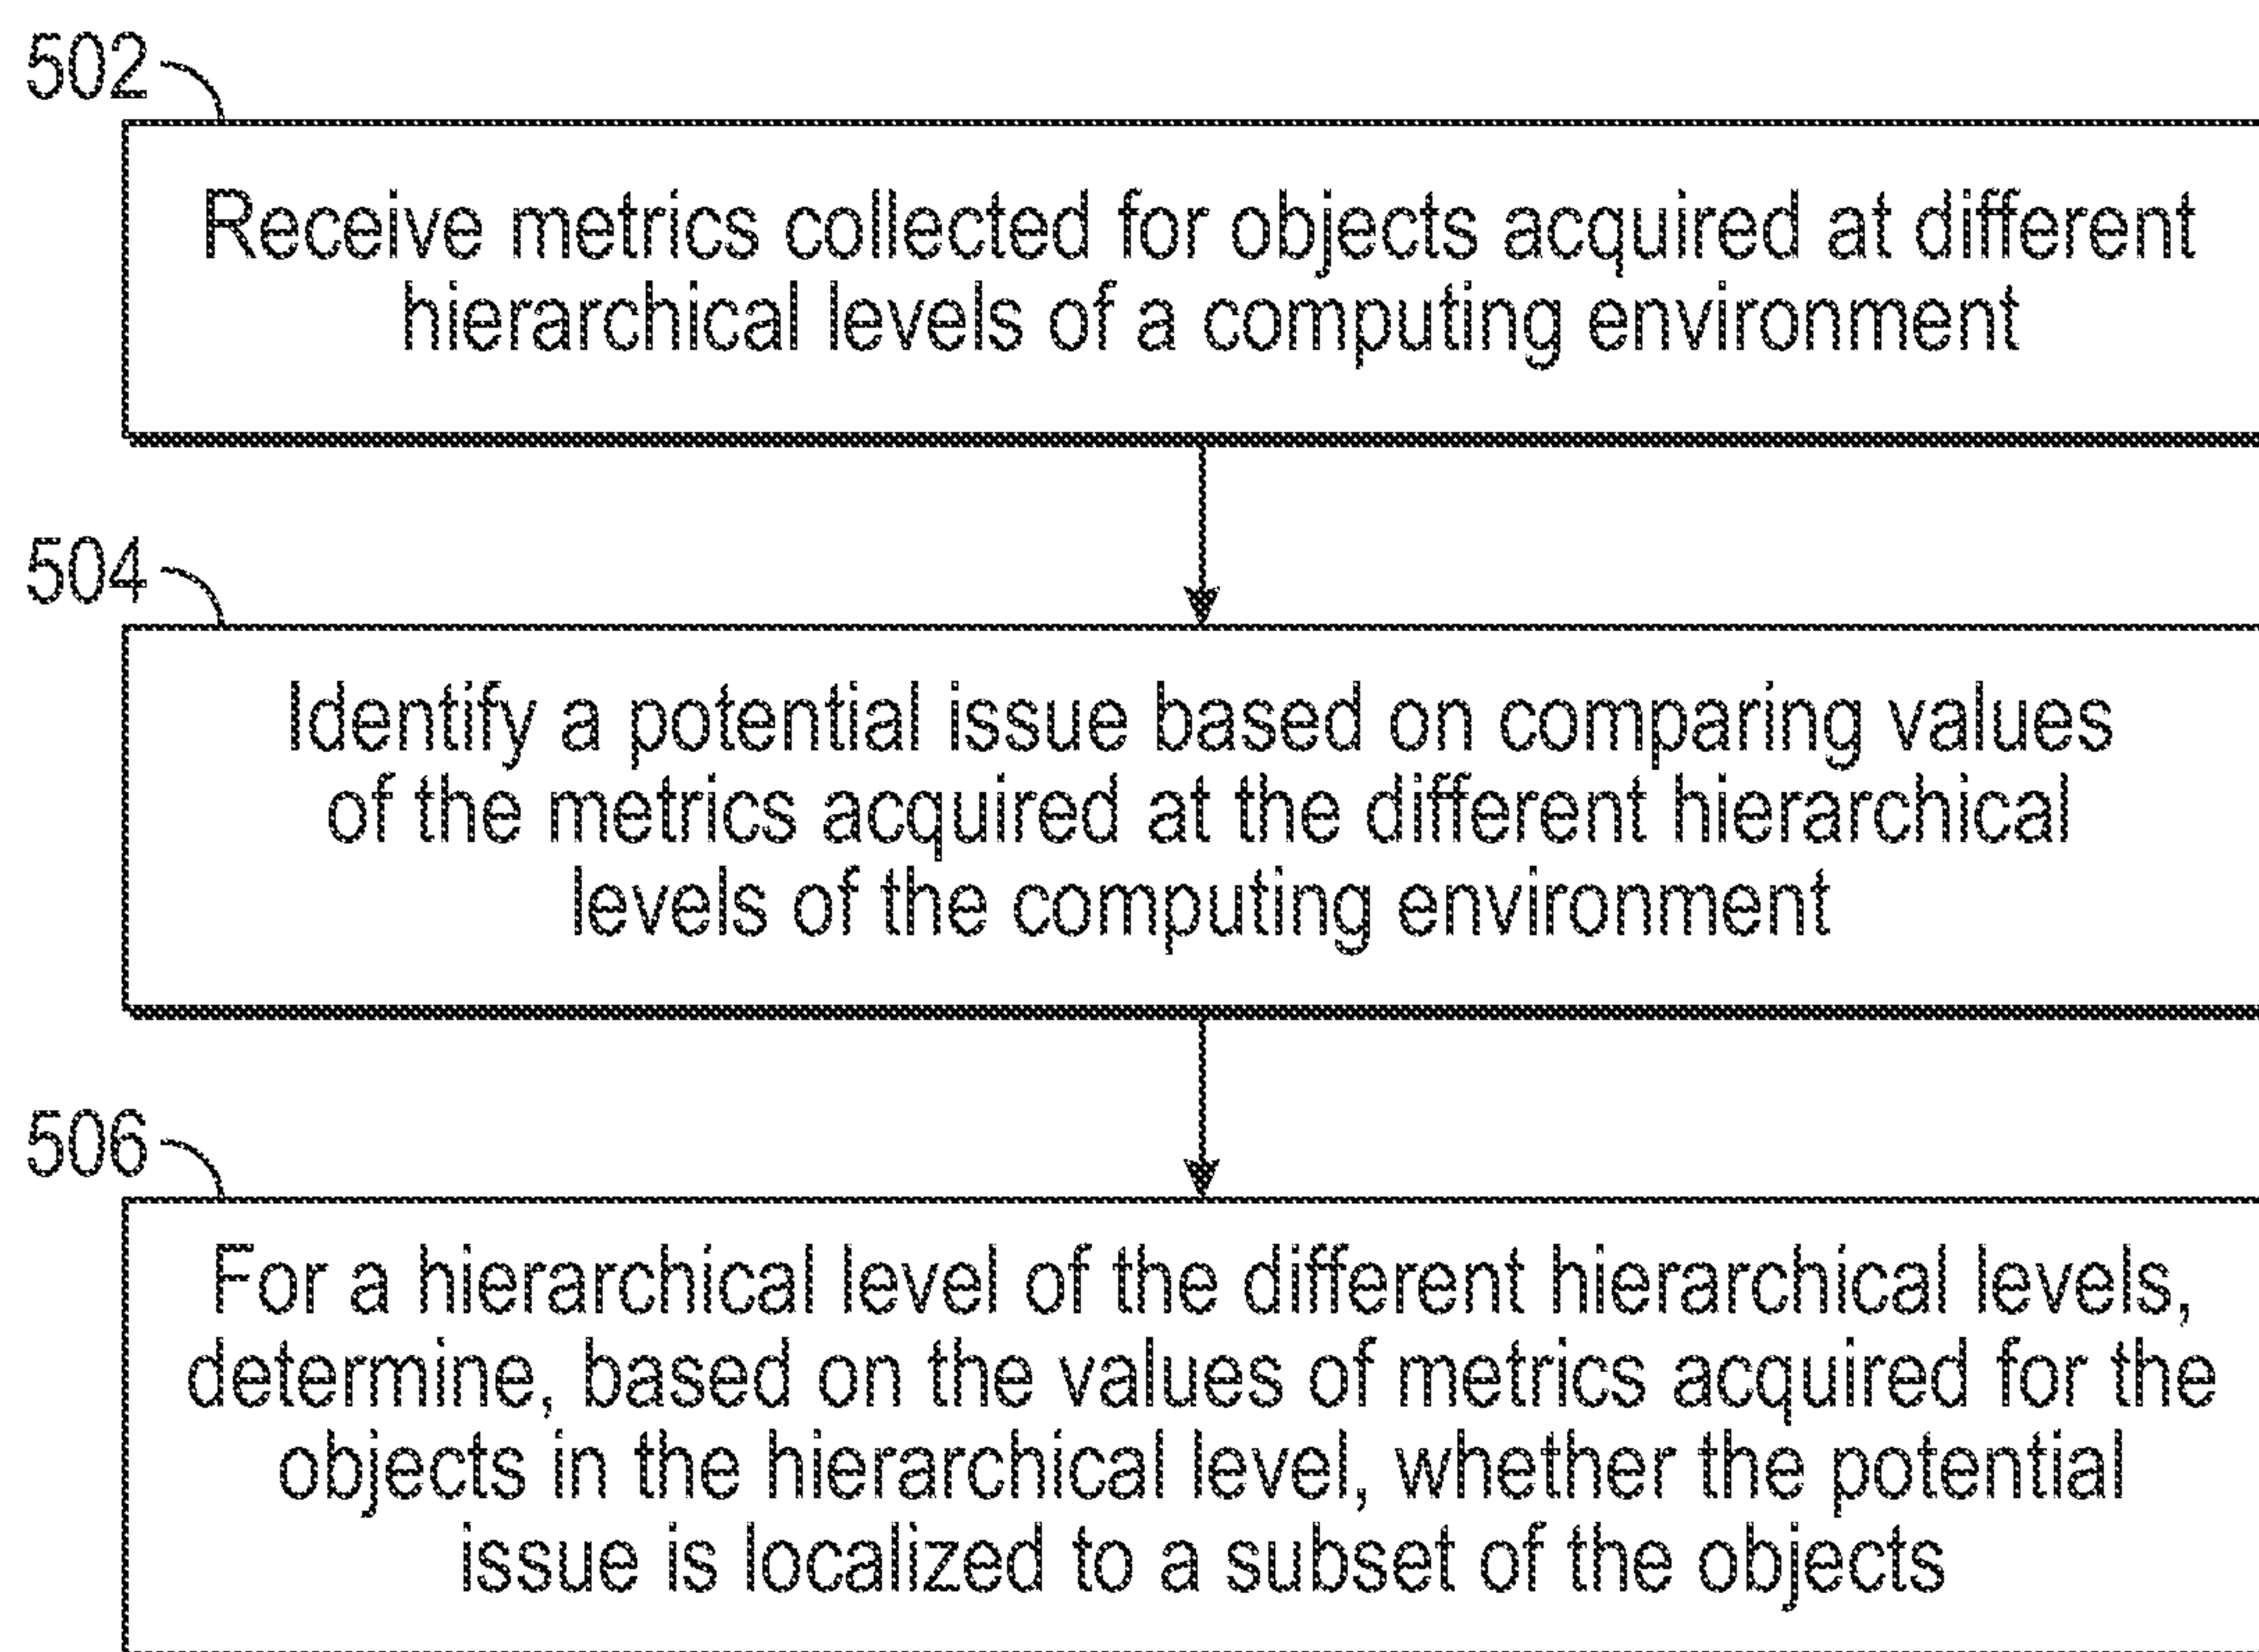 502
Receive metrics collected for objects acquired at different
hierarchical levels of a computing environment
504
Identify a potential issue based on comparing values
of the metrics acquired at the different hierarchical
levels of the computing environment
506
For a hierarchical level of the different hierarchical levels,
determine, based on the values of metrics acquired for the
objects in the hierarchical level, whether the potential
issue is localized to a subset of the objects